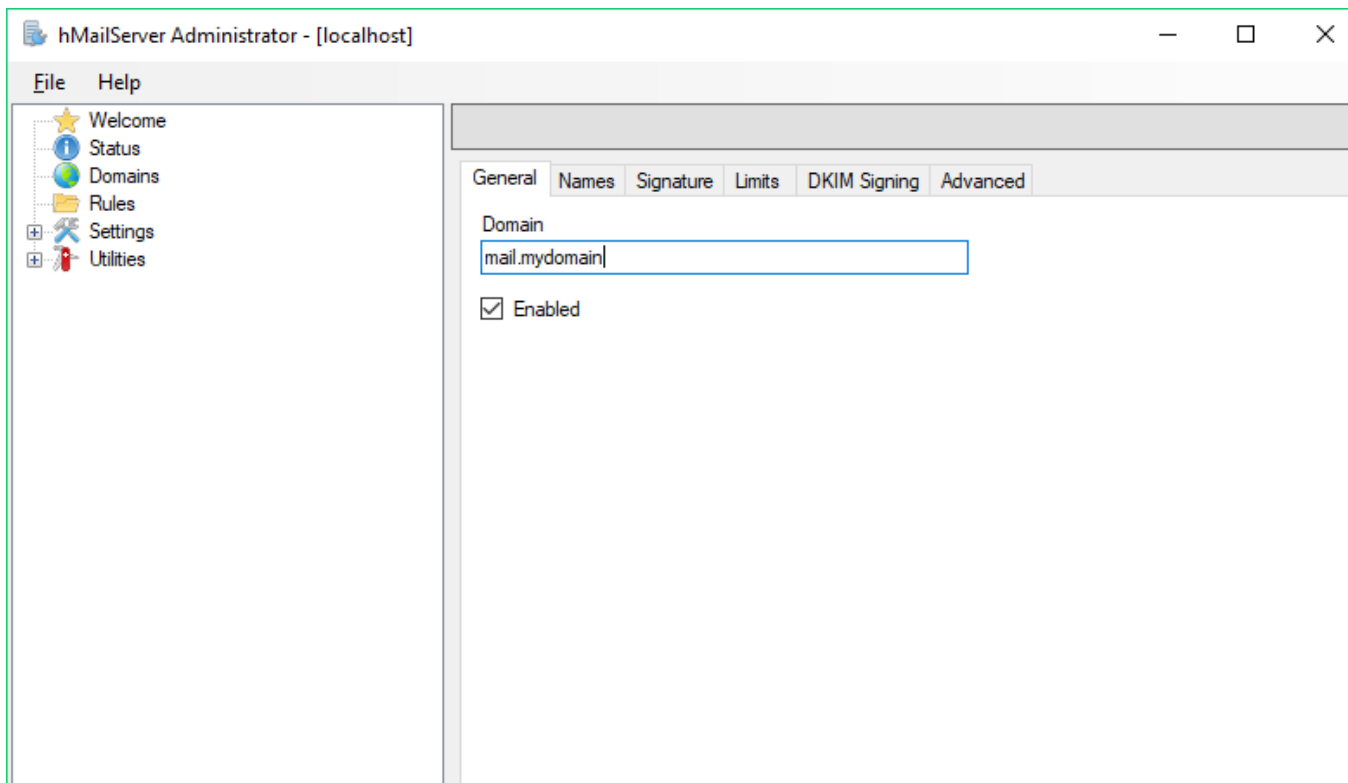 hMailServer Administrator - [localhost]
File Help
Welcome
Status
Domains
Rules
Settings
Utilities
General Names Signature Limits DKIM Signing Advanced
Domain
mail.mydomain
Enabled